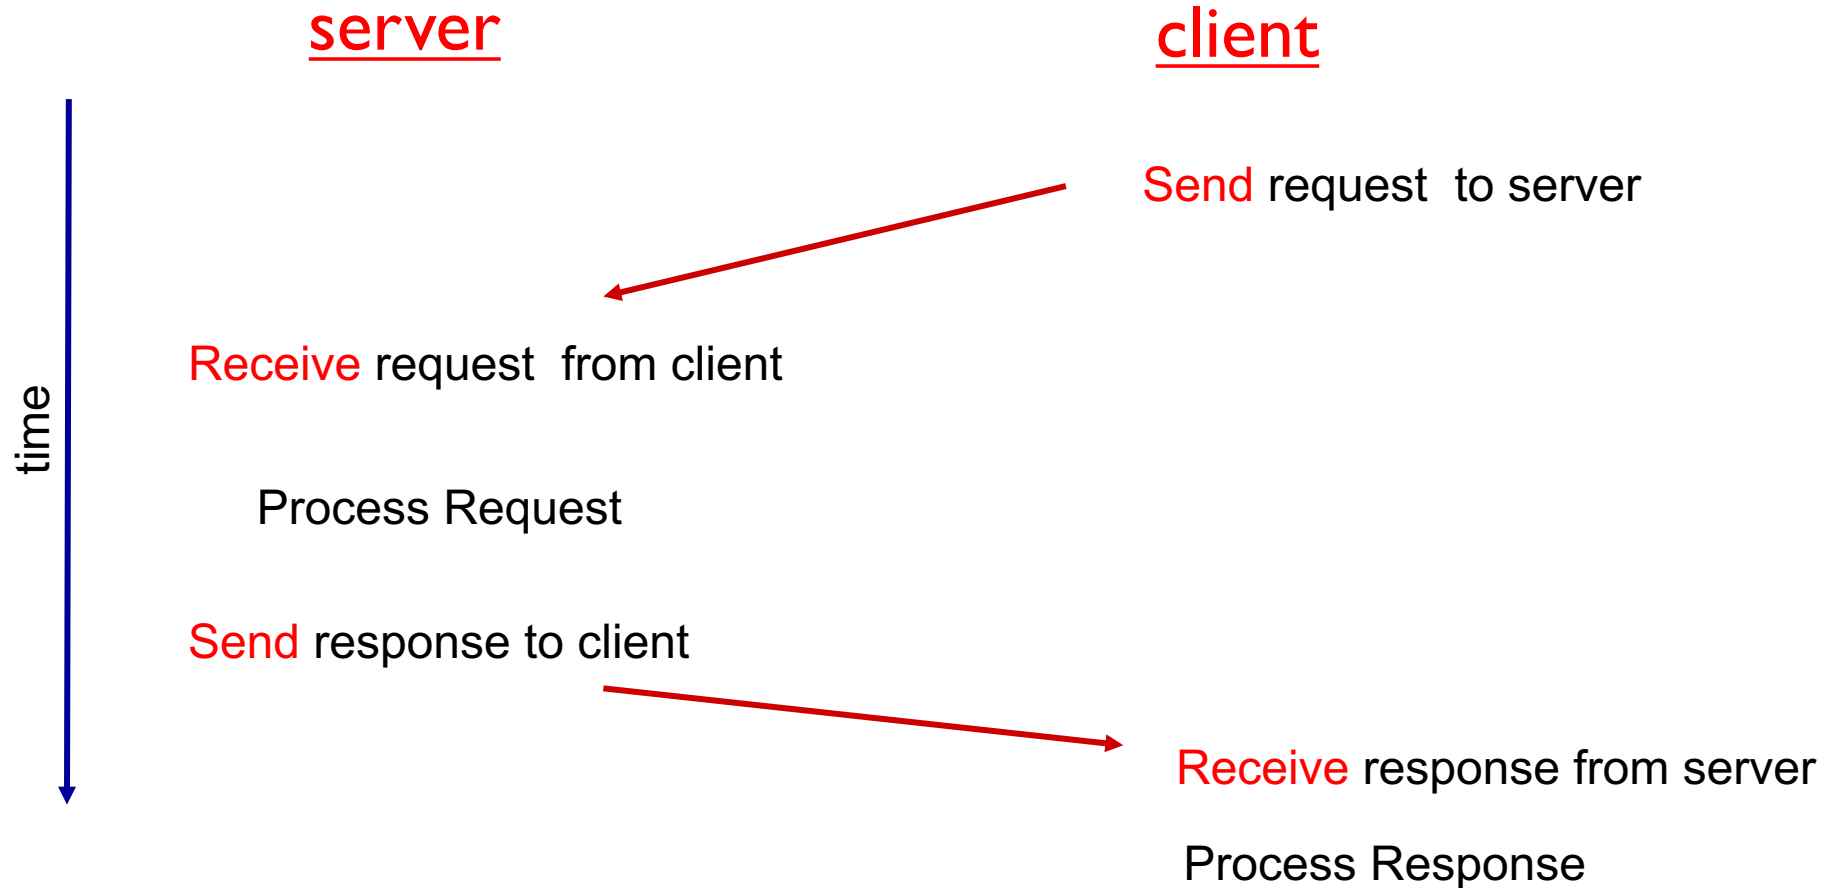 server
client
Send request  to server
Receive request  from client
time
Process Request
Send response to client
Receive response from server
Process Response